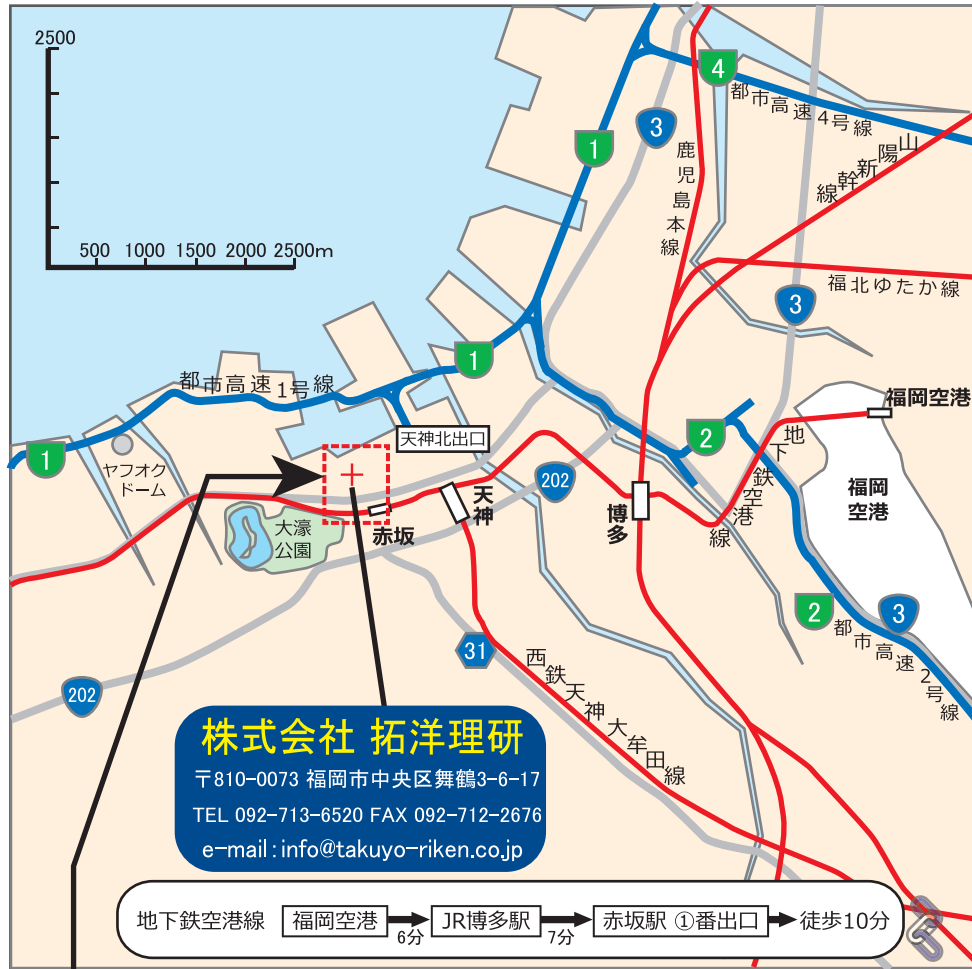 2500
500 1000 1500 2000 2500m
4
都市高速4号線
3
1
鹿児島本線
山陽新幹線
福北ゆたか線
3
1
都市高速1号線
福岡空港
天神北出口
1
ヤフオク
ドーム
2
地下鉄空港線
202
天神
博多
福岡
空港
大濠
公園
赤坂
2
3
都市高速2号線
31
西鉄天神大牟田線
202
株式会社 拓洋理研
〒810-0073 福岡市中央区舞鶴3-6-17
TEL 092-713-6520 FAX 092-712-2676
e-mail:info@takuyo-riken.co.jp
地下鉄空港線 福岡空港 6分 JR博多駅 7分 赤坂駅 ①番出口 徒歩10分